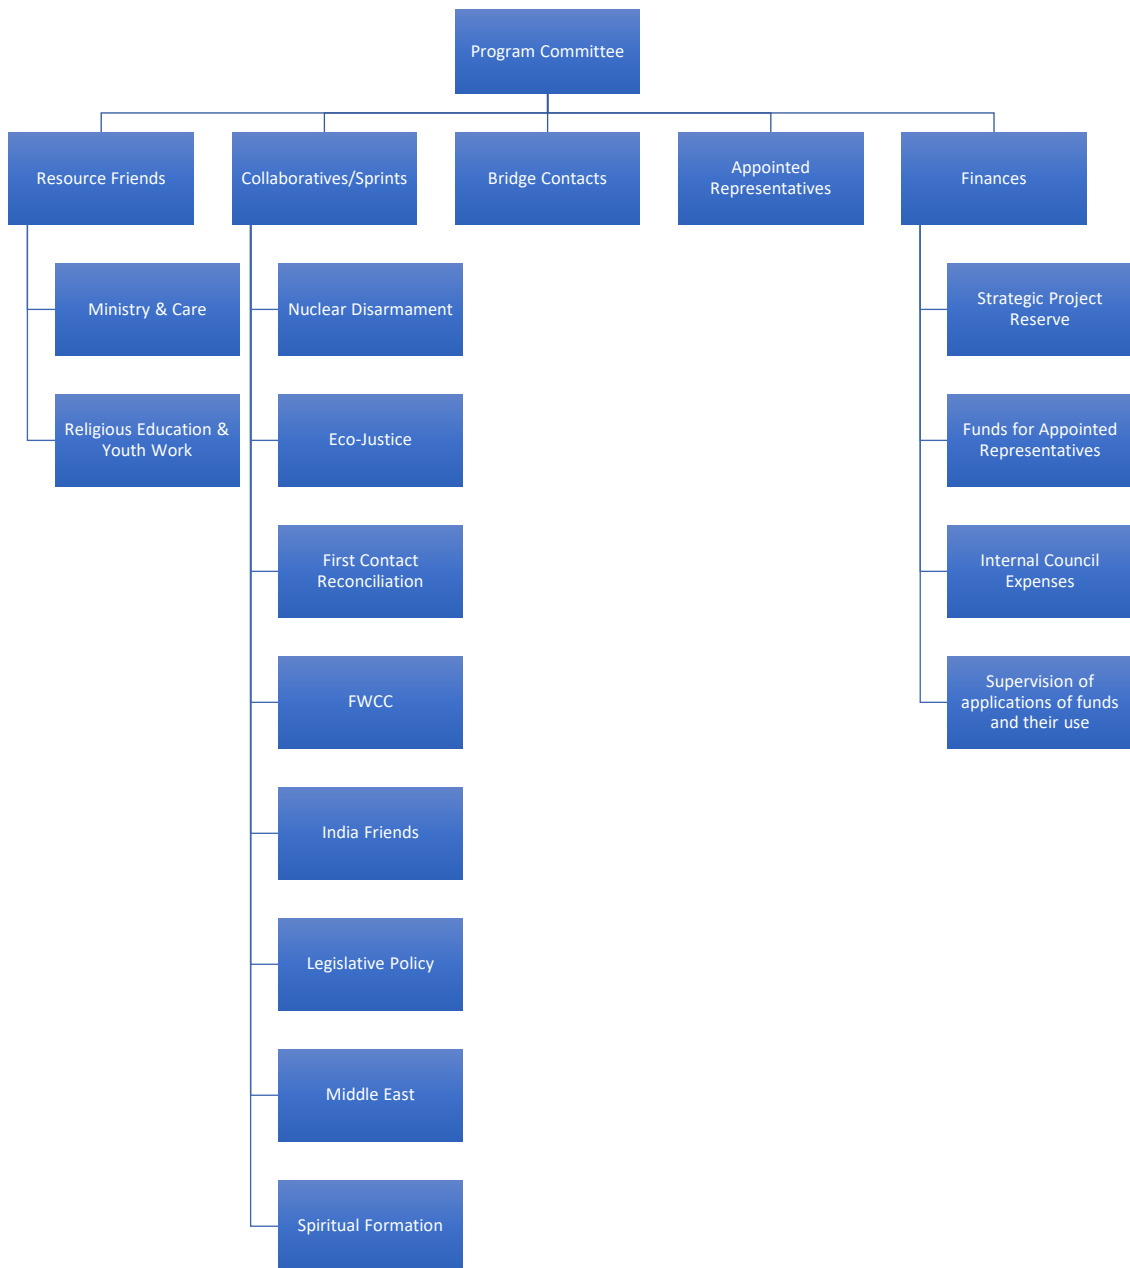 Program Committee
Resource Friends
Collaboratives/Sprints
Bridge Contacts
Appointed
Representatives
Finances
Ministry & Care
Religious Education &
Youth Work
Nuclear Disarmament
Eco-Justice
First Contact
Reconciliation
FWCC
India Friends
Legislative Policy
Middle East
Spiritual Formation
Strategic Project
Reserve
Funds for Appointed
Representatives
Internal Council
Expenses
Supervision of
applications of funds
and their use